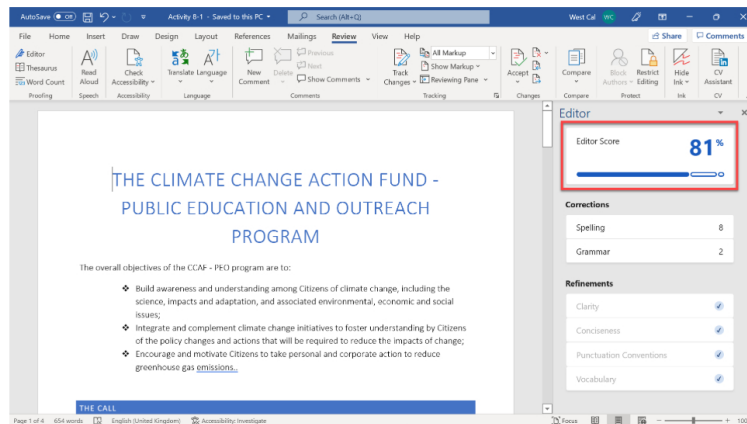 AutoSave Off Activity 8-1 - Saved to this PC Search (Alt+Q) West Cal WC
File Home Insert Draw Design Layout References Mailings Review View Help Share Comments
Editor
Thesaurus
Word Count
Read Aloud
Check Accessibility
Translate Language
New Comment
Delete
Previous
Next
Show Comments
Track Changes
All Markup
Show Markup
Reviewing Pane
Accept
Compare
Block Authors
Restrict Editing
Hide Ink
CV Assistant
Proofing Speech Accessibility Language Comments Tracking Changes Compare Protect Ink CV
THE CLIMATE CHANGE ACTION FUND -
PUBLIC EDUCATION AND OUTREACH
PROGRAM
The overall objectives of the CCAF - PEO program are to:
❖ Build awareness and understanding among Citizens of climate change, including the
science, impacts and adaptation, and associated environmental, economic and social
issues;
❖ Integrate and complement climate change initiatives to foster understanding by Citizens
of the policy changes and actions that will be required to reduce the impacts of change;
❖ Encourage and motivate Citizens to take personal and corporate action to reduce
greenhouse gas emissions..
THE CALL
Editor
Editor Score 81%
Corrections
Spelling 8
Grammar 2
Refinements
Clarity
Conciseness
Punctuation Conventions
Vocabulary
Page 1 of 4 654 words English (United Kingdom) Accessibility: Investigate Focus 100